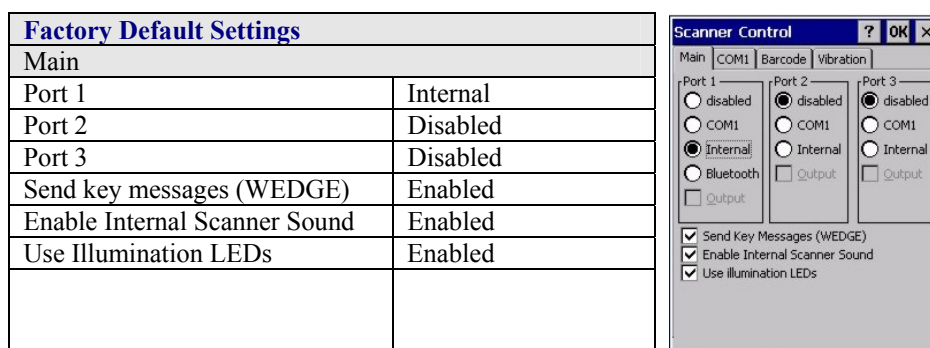 Factory Default Settings
Main
Port 1 Internal
Port 2 Disabled
Port 3 Disabled
Send key messages (WEDGE) Enabled
Enable Internal Scanner Sound Enabled
Use Illumination LEDs Enabled
Scanner Control ? OK ×
Main COM1 Barcode Vibration
Port 1 Port 2 Port 3
disabled disabled disabled
COM1 COM1 COM1
Internal Internal Internal
Bluetooth Output Output
Output
Send Key Messages (WEDGE)
Enable Internal Scanner Sound
Use illumination LEDs